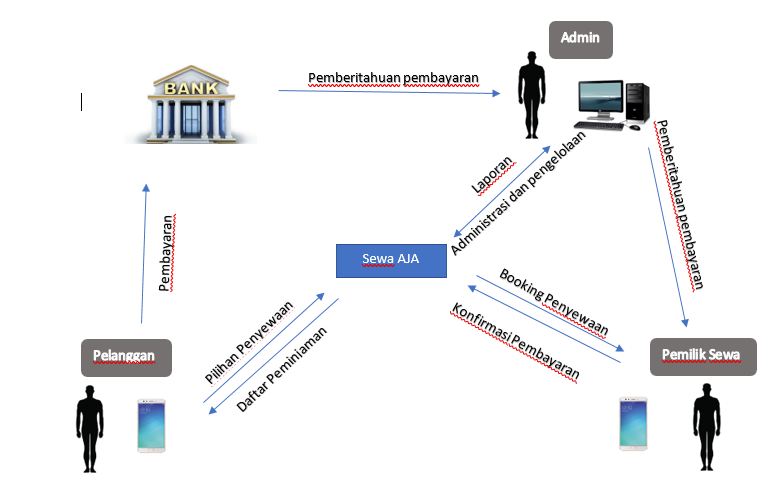 Admin
BANK
Pemberitahuan pembayaran
Laporan
Administrasi dan pengelolaan
Pemberitahuan pembayaran
Pembayaran
Sewa AJA
Booking Penyewaan
Konfirmasi Pembayaran
Pilihan Penyewaan
Daftar Peminiaman
Pelanggan
Pemilik Sewa